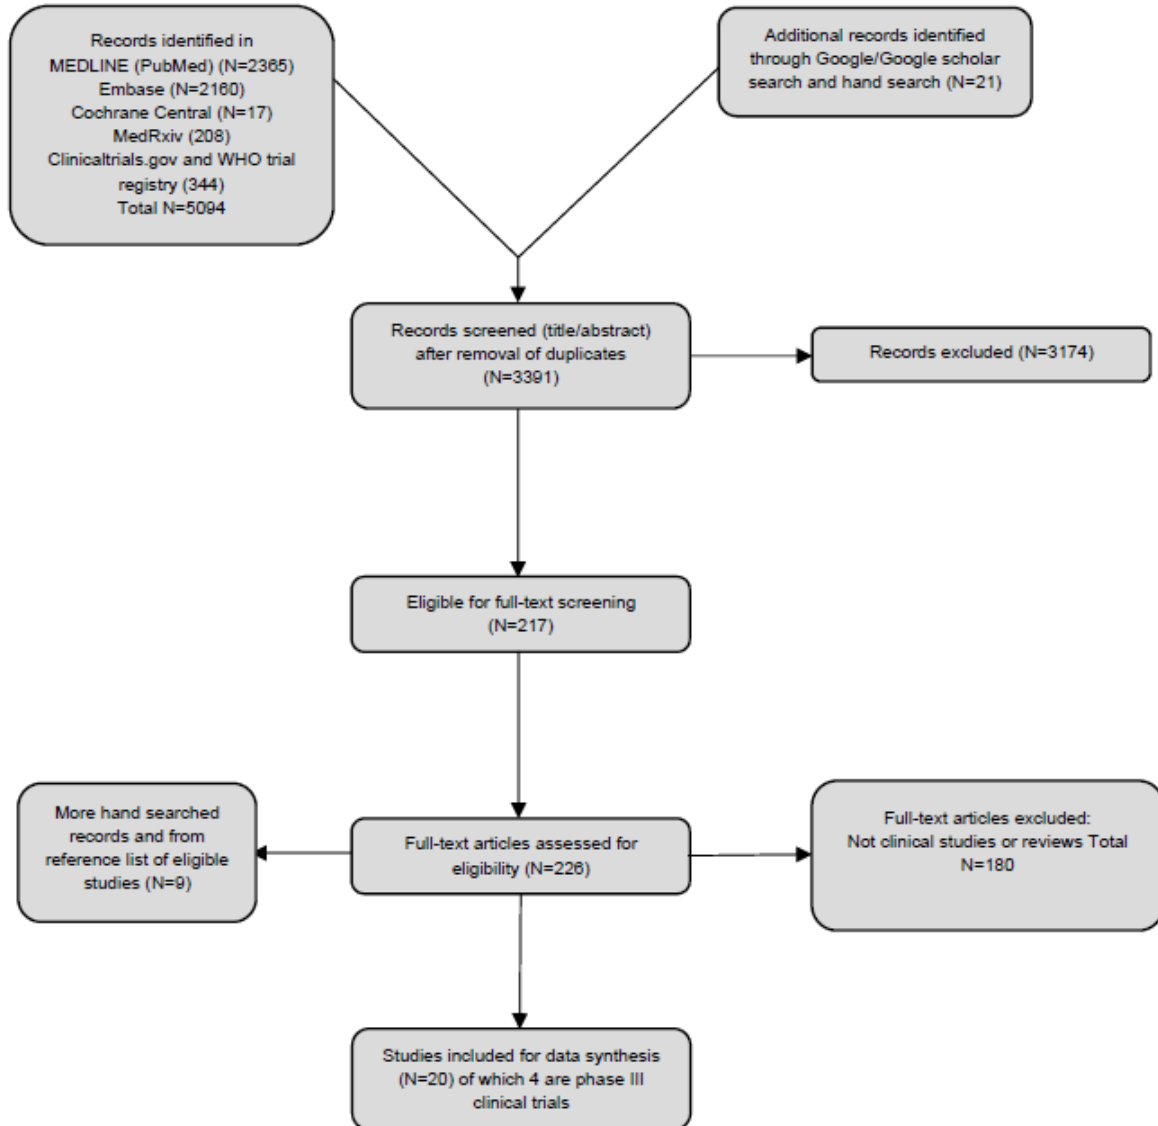 Records identified in
MEDLINE (PubMed) (N=2365)
Embase (N=2160)
Cochrane Central (N=17)
MedRxiv (208)
Clinicaltrials.gov and WHO trial
registry (344)
Total N=5094
Additional records identified
through Google/Google scholar
search and hand search (N=21)
Records screened (title/abstract)
after removal of duplicates
(N=3391)
Records excluded (N=3174)
Eligible for full-text screening
(N=217)
More hand searched
records and from
reference list of eligible
studies (N=9)
Full-text articles assessed for
eligibility (N=226)
Full-text articles excluded:
Not clinical studies or reviews Total
N=180
Studies included for data synthesis
(N=20) of which 4 are phase III
clinical trials